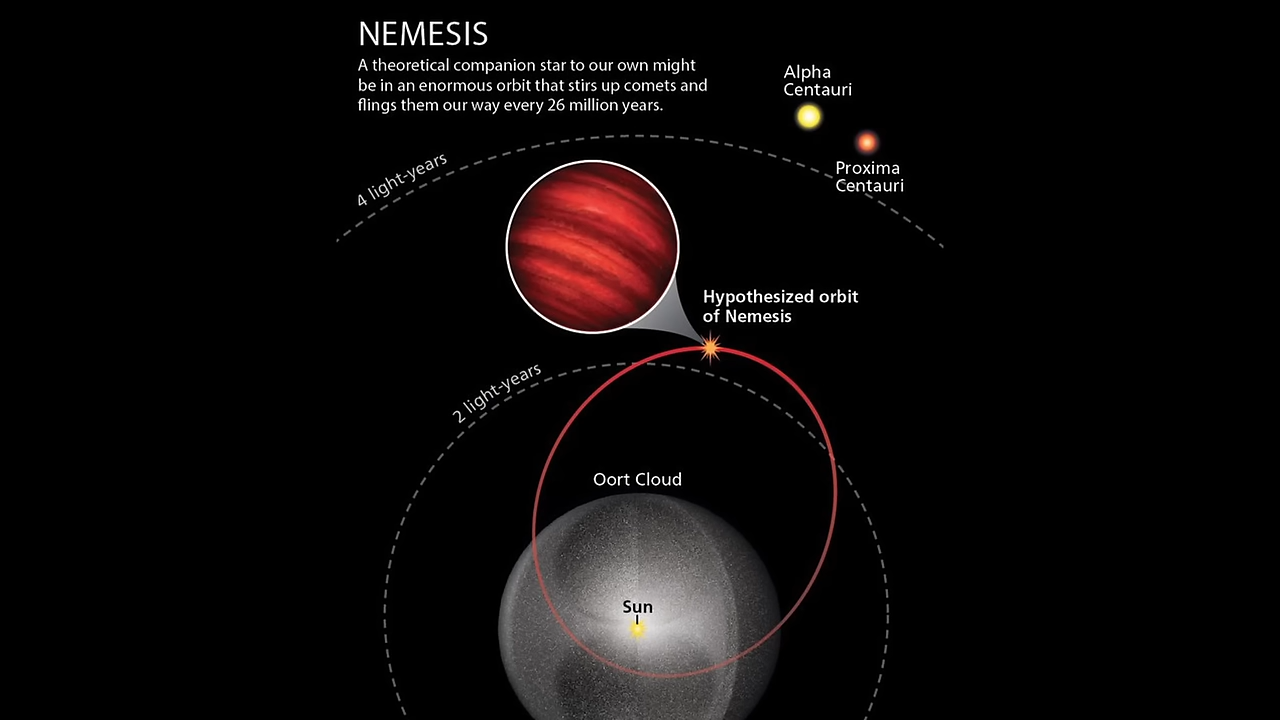 NEMESIS
A theoretical companion star to our own might
be in an enormous orbit that stirs up comets and
flings them our way every 26 million years.
Alpha
Centauri
Proxima
Centauri
4 light-years
Hypothesized orbit
of Nemesis
2 light-years
Oort Cloud
Sun